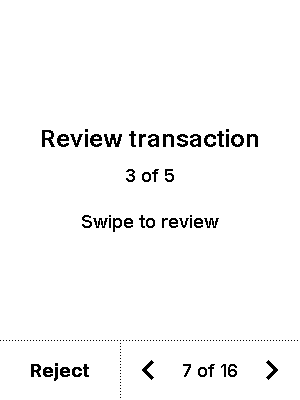 Review transaction
3 of 5
Swipe to review
Reject
7 of 16